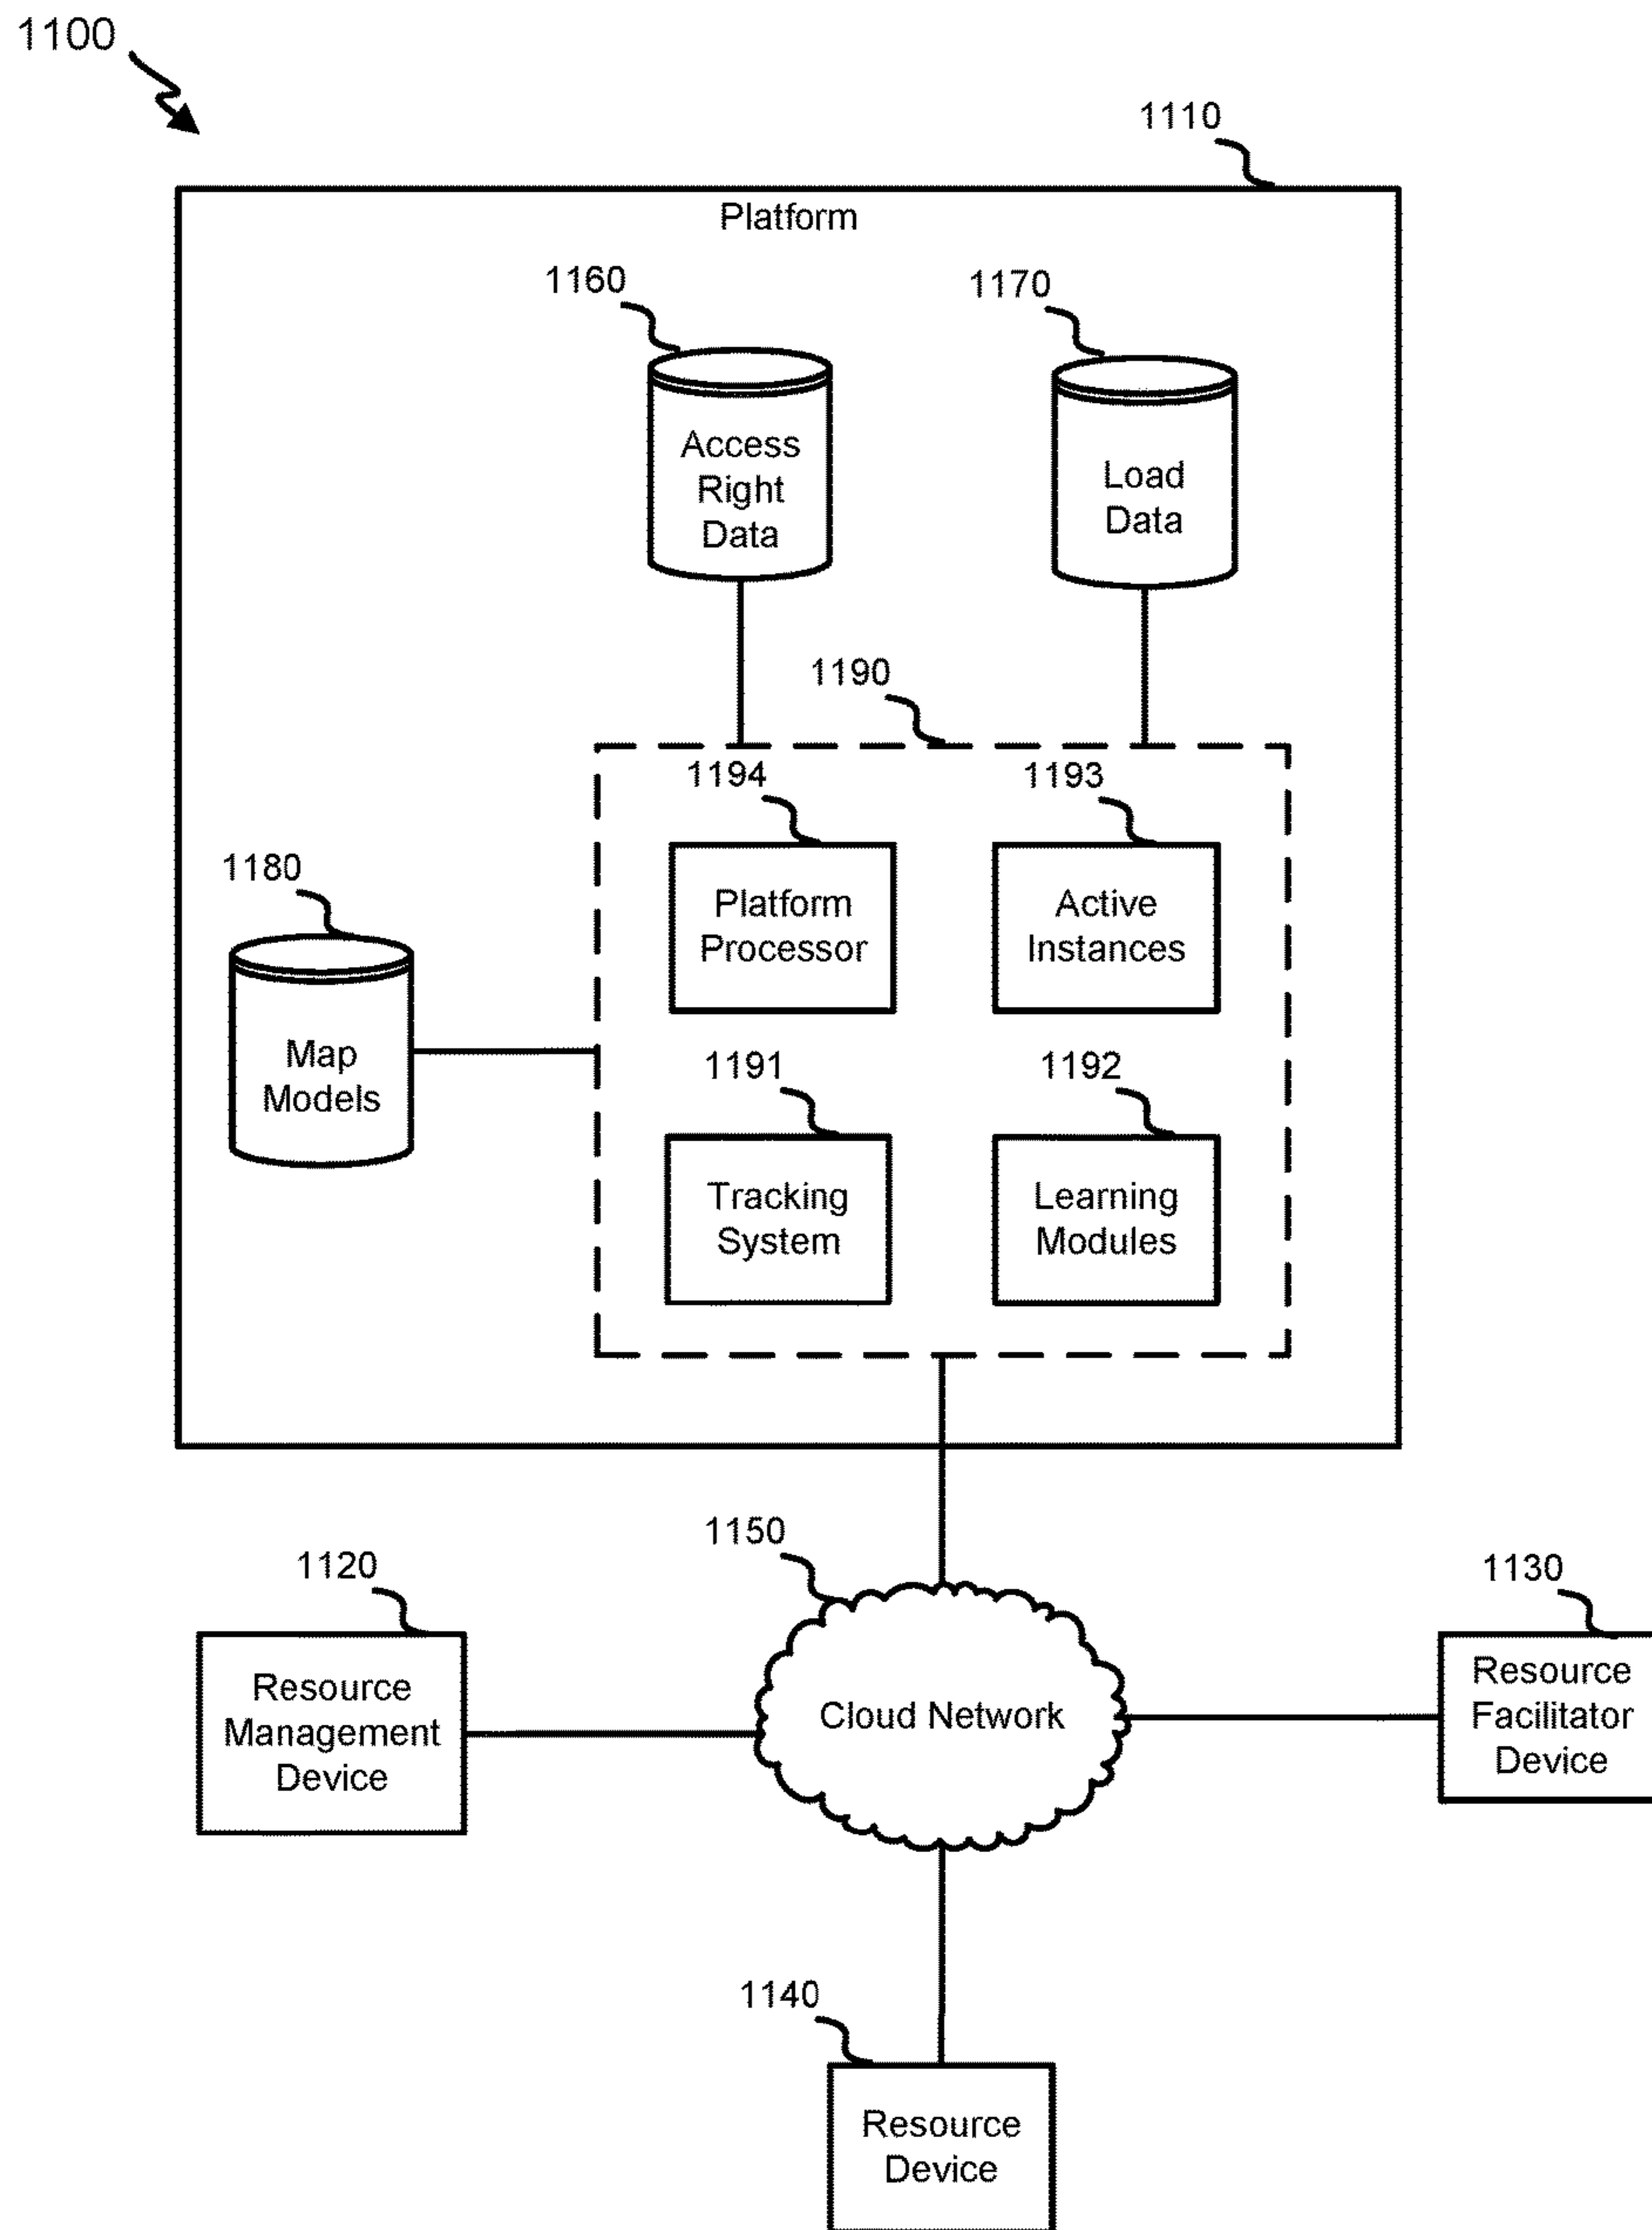 1100
1110
Platform
1160
1170
Access
Right
Data
Load
Data
1190
1194
1193
1180
Platform
Processor
Active
Instances
Map
Models
1191
1192
Tracking
System
Learning
Modules
1150
1120
1130
Resource
Management
Device
Cloud Network
Resource
Facilitator
Device
1140
Resource
Device